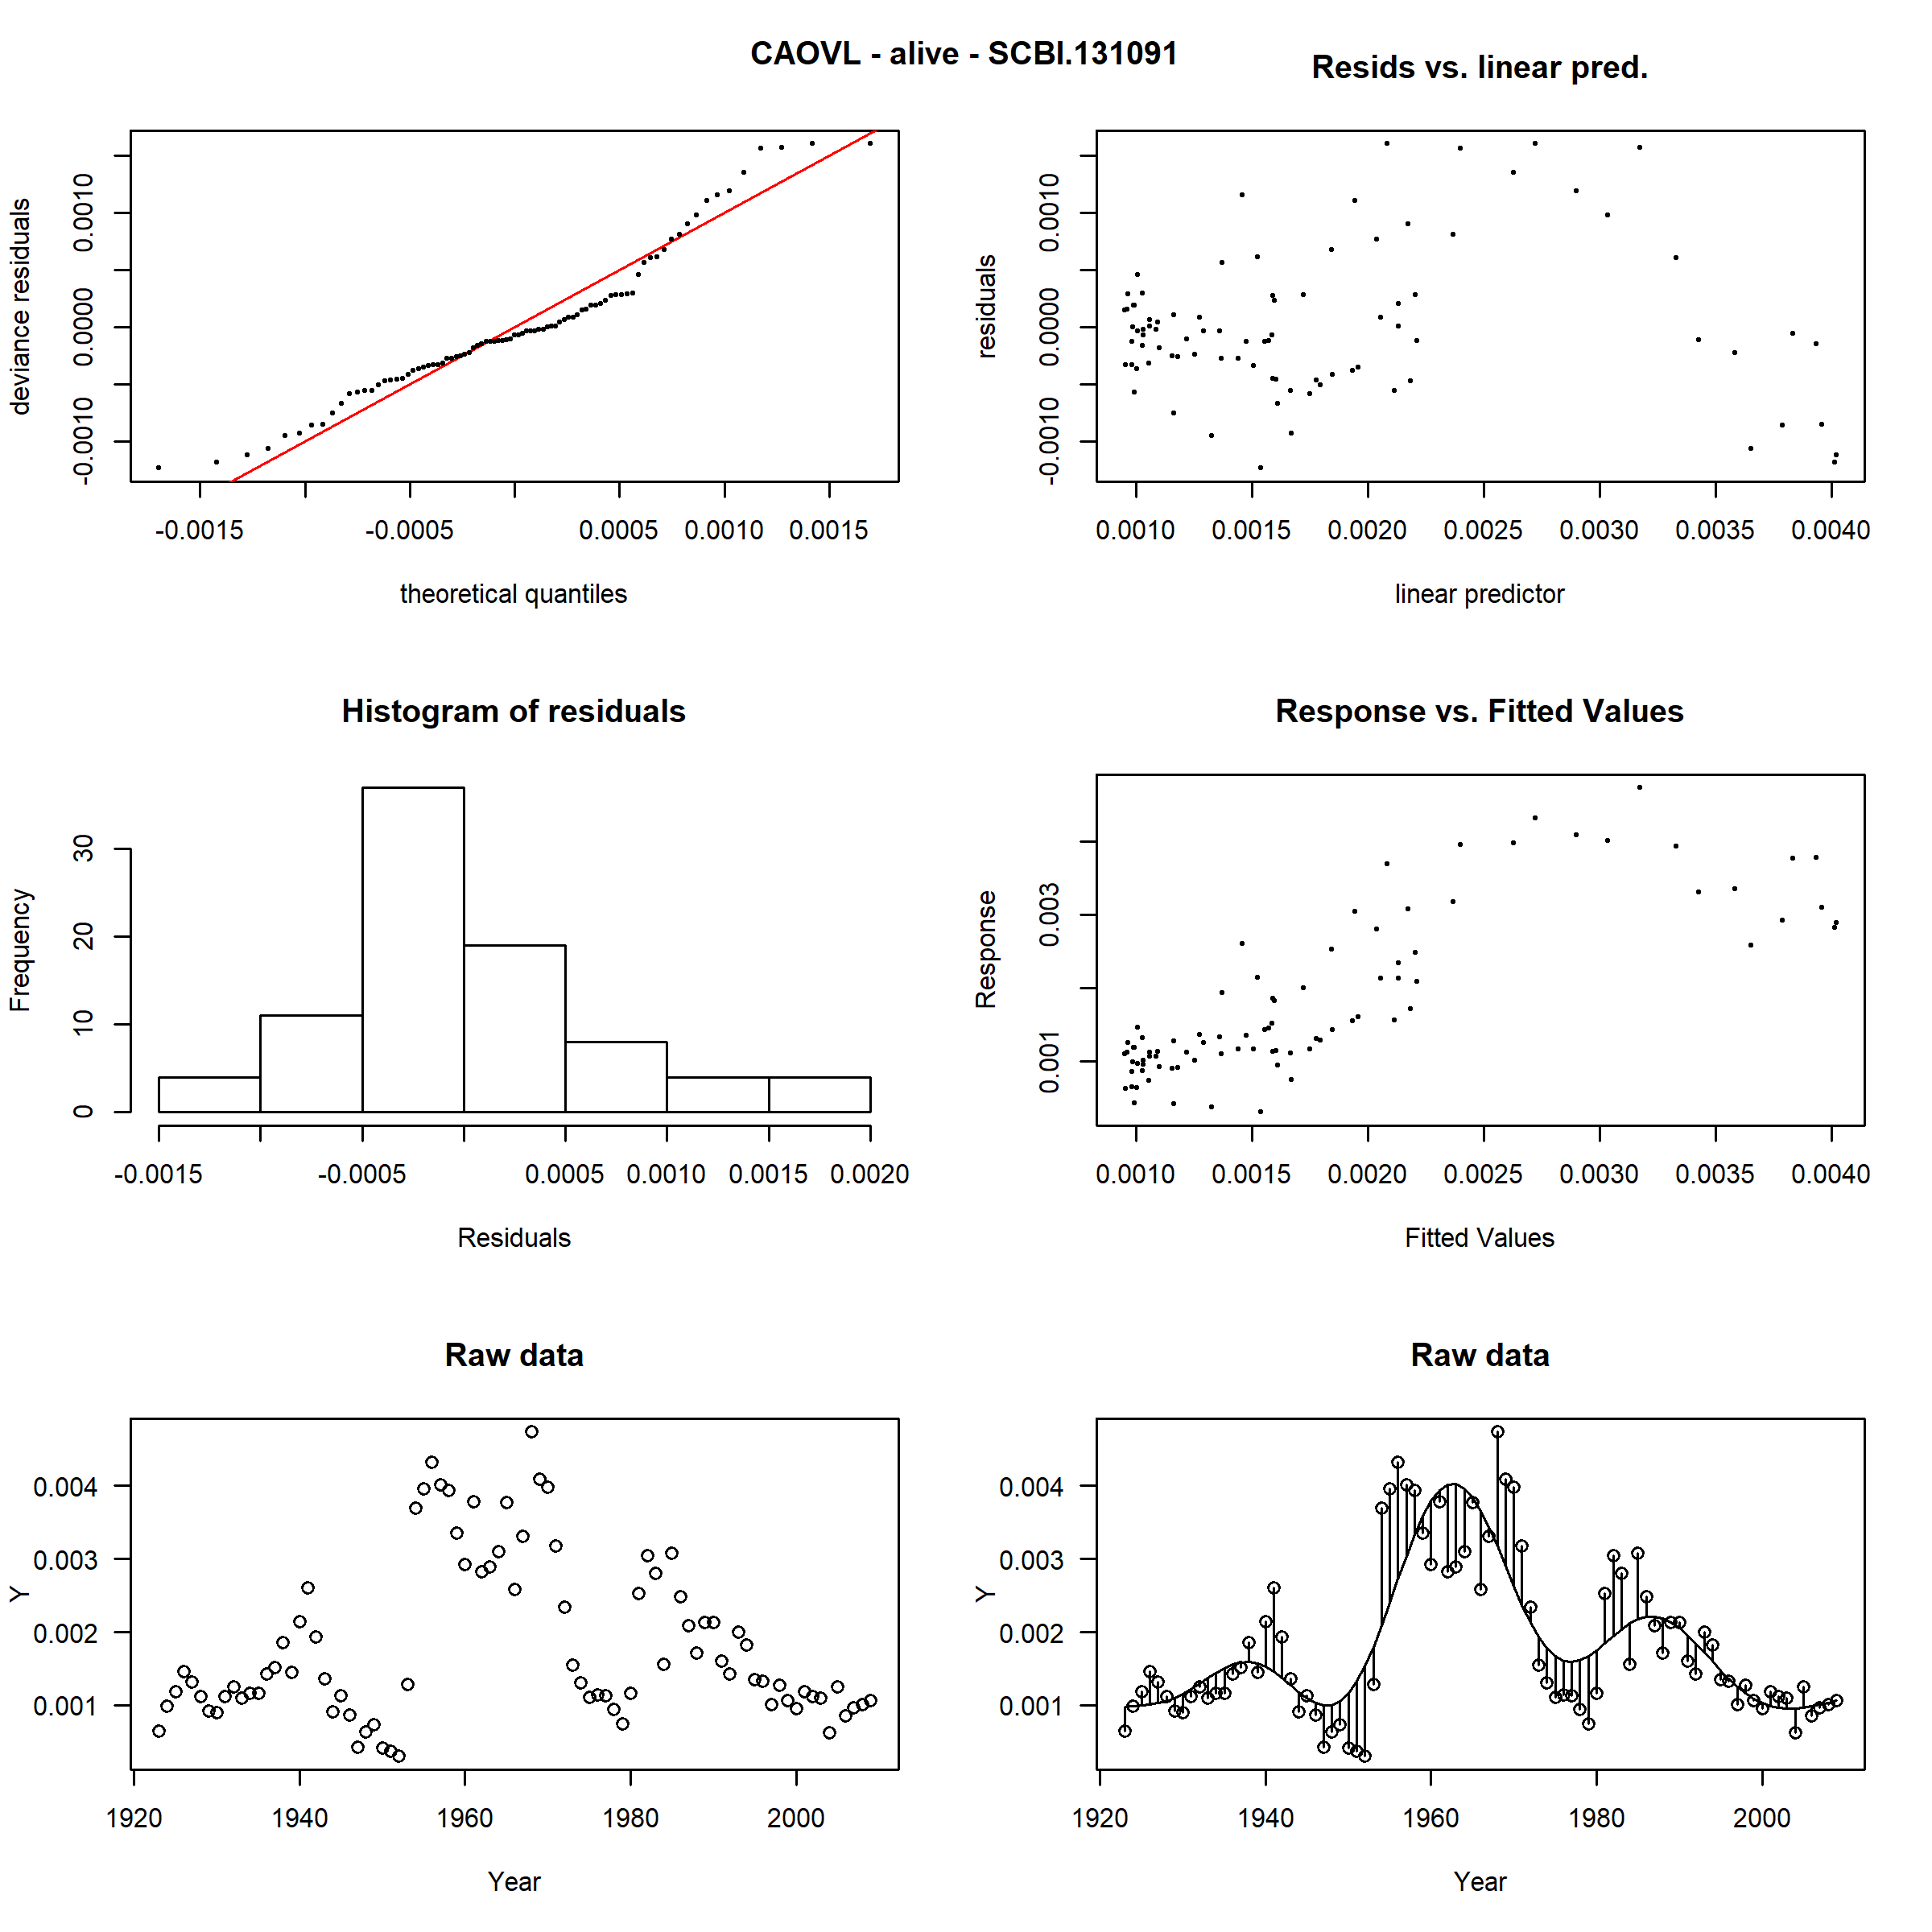 CAOVL - alive - SCBI.131091
Resids vs. linear pred.
deviance residuals
-0.0010 0.0000 0.0010
-0.0015 -0.0005 0.0005 0.0010 0.0015
theoretical quantiles
residuals
-0.0010 0.0000 0.0010
0.0010 0.0015 0.0020 0.0025 0.0030 0.0035 0.0040
linear predictor
Histogram of residuals
Frequency
0 10 20 30
-0.0015 -0.0005 0.0005 0.0010 0.0015 0.0020
Residuals
Response vs. Fitted Values
Response
0.001 0.003
0.0010 0.0015 0.0020 0.0025 0.0030 0.0035 0.0040
Fitted Values
Raw data
Y
0.004
0.003
0.002
0.001
1920 1940 1960 1980 2000
Year
Raw data
Y
0.004
0.003
0.002
0.001
1920 1940 1960 1980 2000
Year